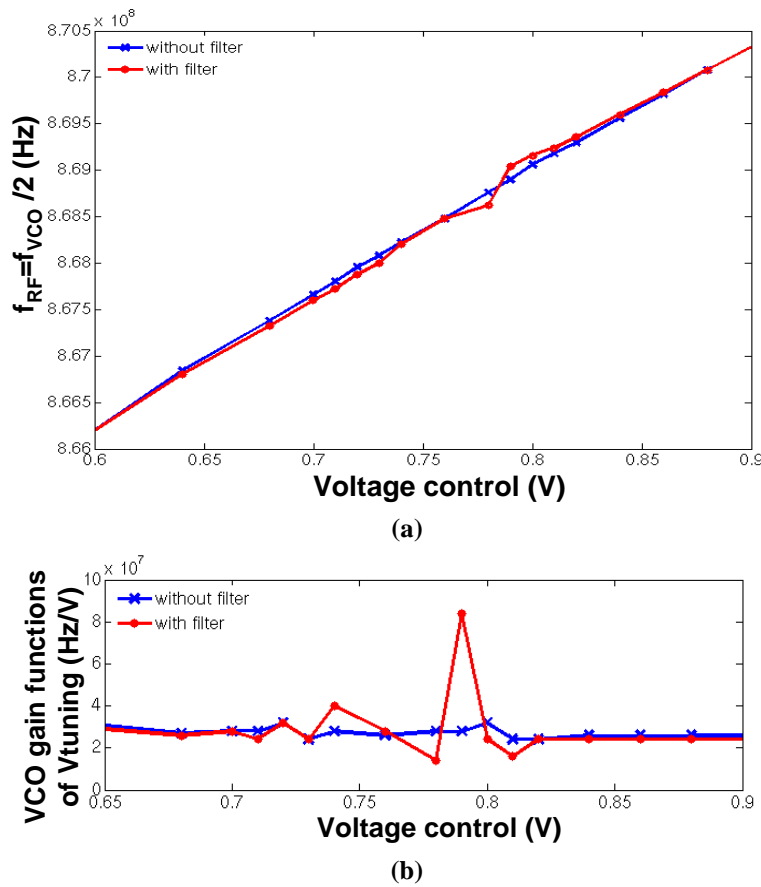 8.705 × 10⁸
8.7
8.695
8.69
8.685
8.68
8.675
8.67
8.665
8.66
f_RF=f_VCO /2 (Hz)
without filter
with filter
0.6 0.65 0.7 0.75 0.8 0.85 0.9
Voltage control (V)
(a)
× 10⁷
10
8
6
4
2
0
VCO gain functions
of Vtuning (Hz/V)
without filter
with filter
0.65 0.7 0.75 0.8 0.85 0.9
Voltage control (V)
(b)